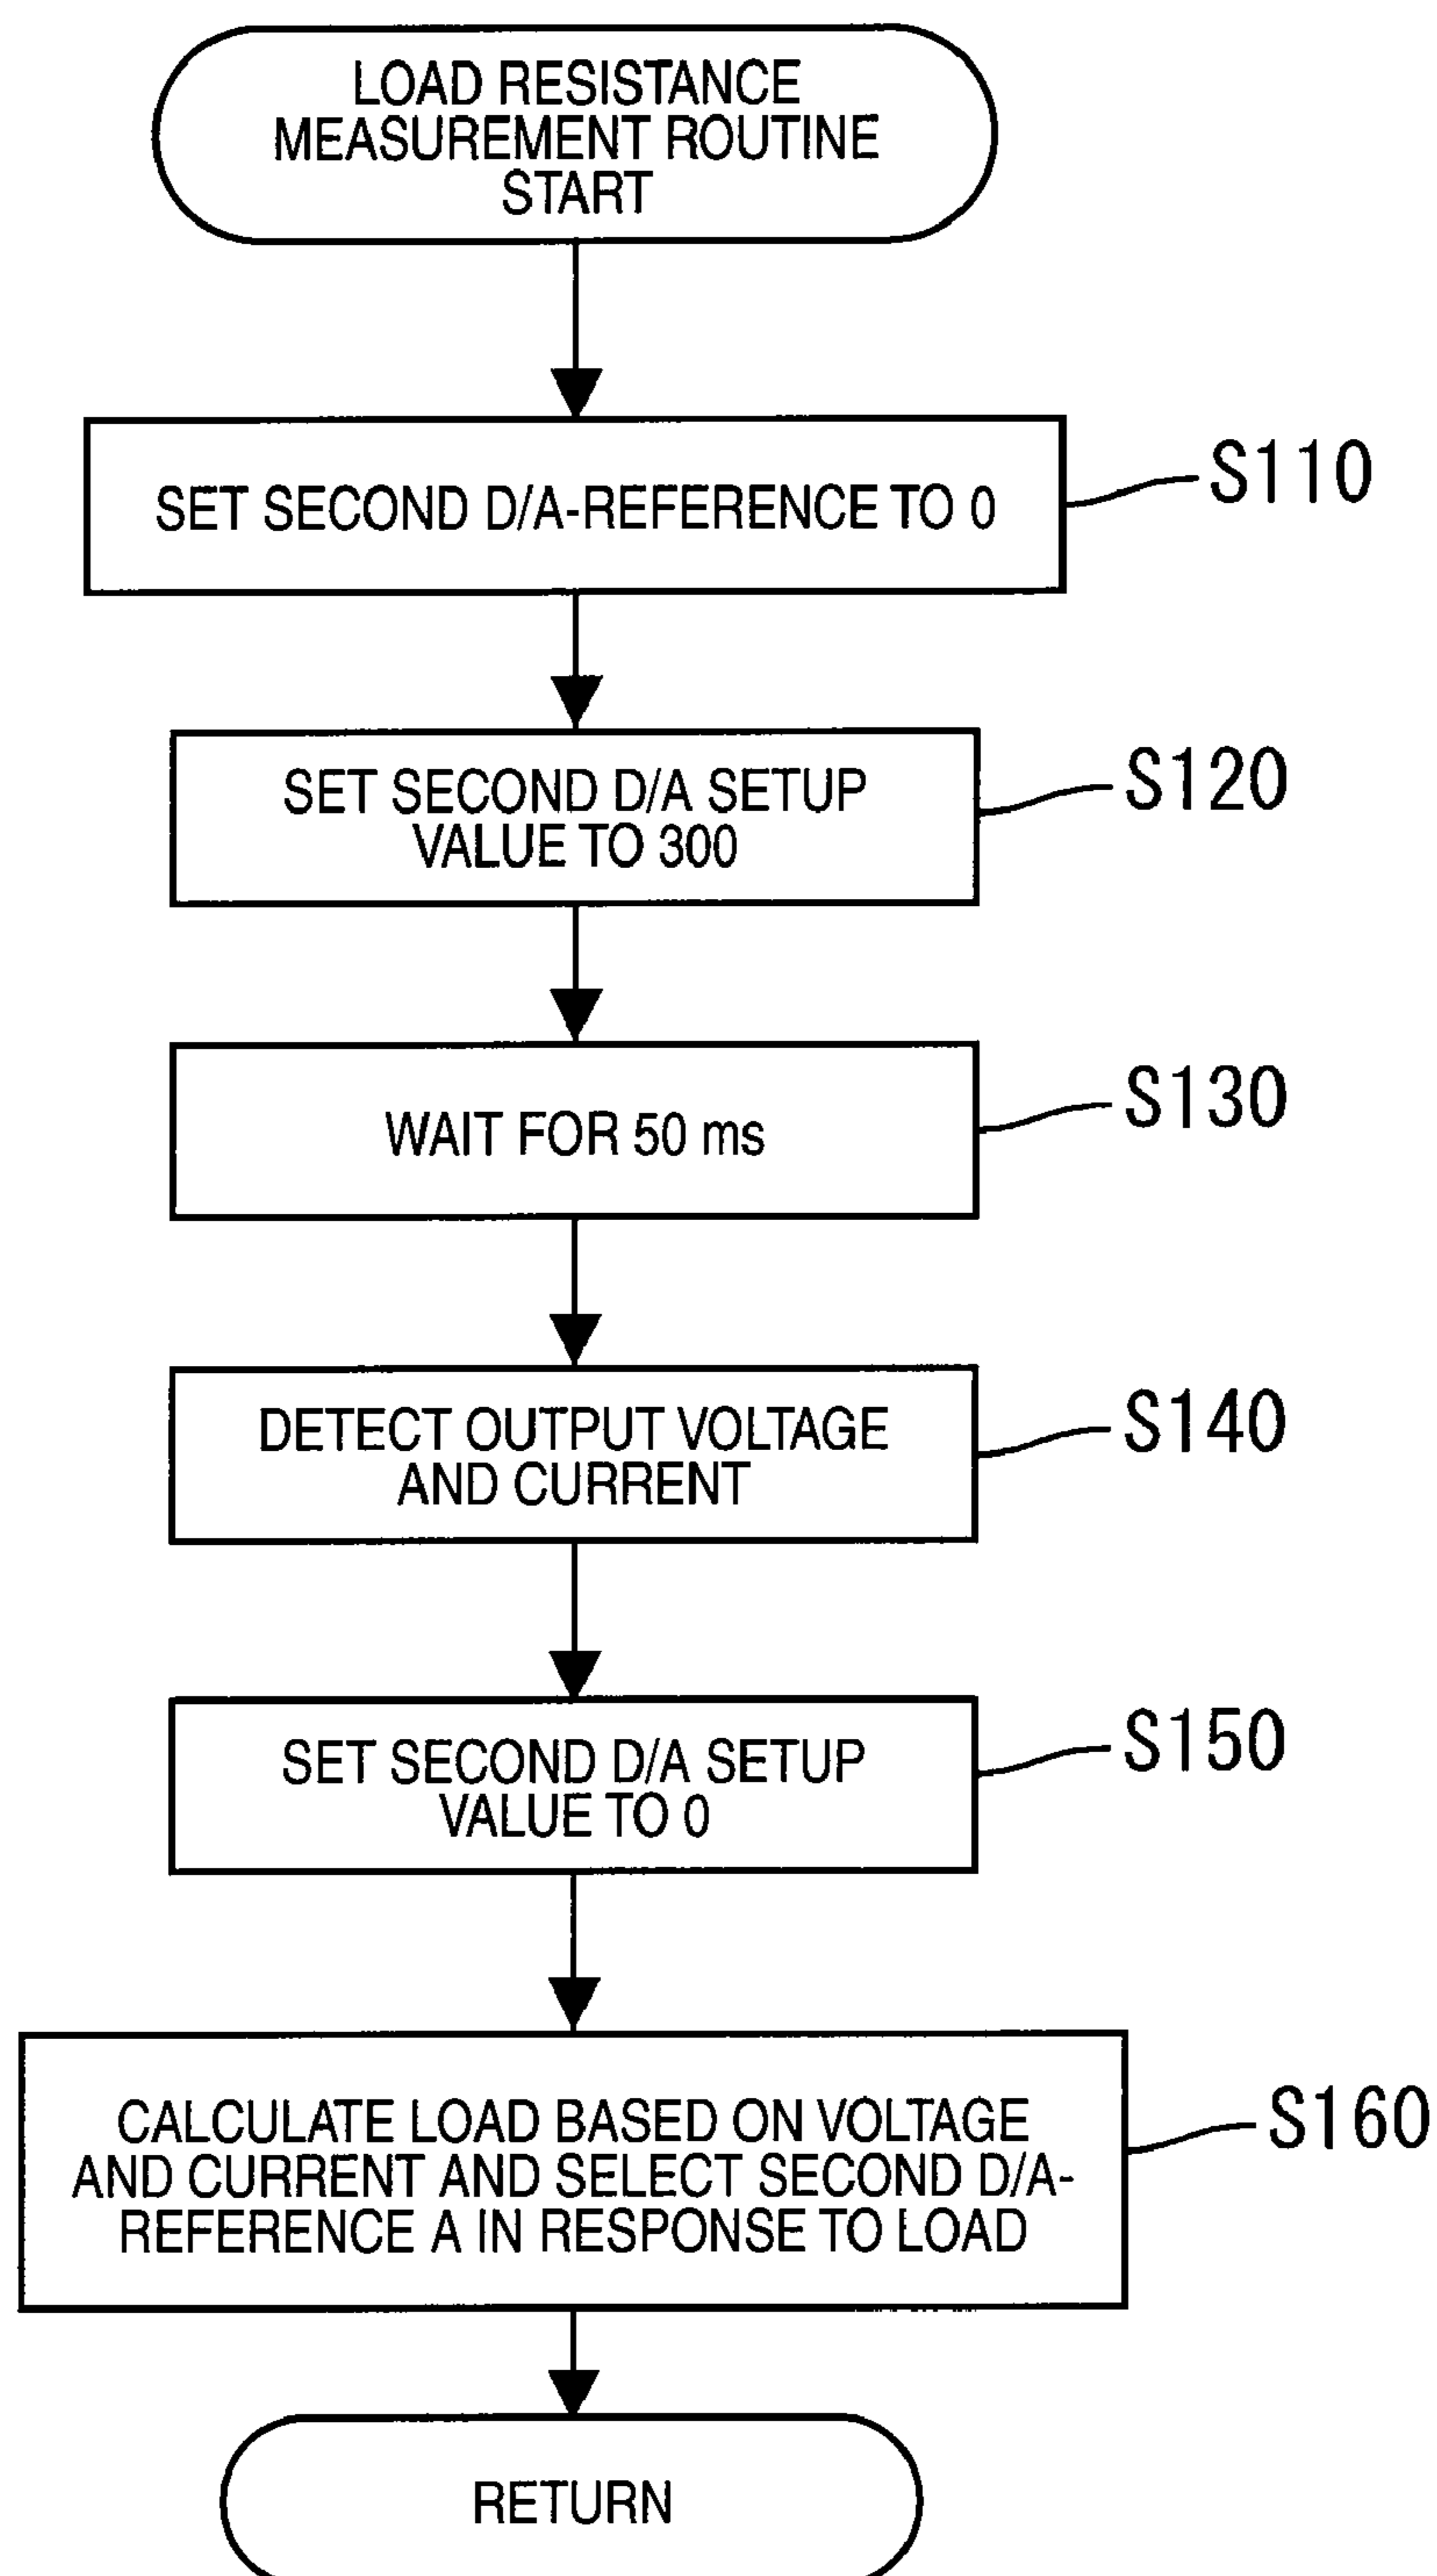 LOAD RESISTANCE
MEASUREMENT ROUTINE
START
SET SECOND D/A-REFERENCE TO 0
S110
SET SECOND D/A SETUP
VALUE TO 300
S120
WAIT FOR 50 ms
S130
DETECT OUTPUT VOLTAGE
AND CURRENT
S140
SET SECOND D/A SETUP
VALUE TO 0
S150
CALCULATE LOAD BASED ON VOLTAGE
AND CURRENT AND SELECT SECOND D/A-
REFERENCE A IN RESPONSE TO LOAD
S160
RETURN